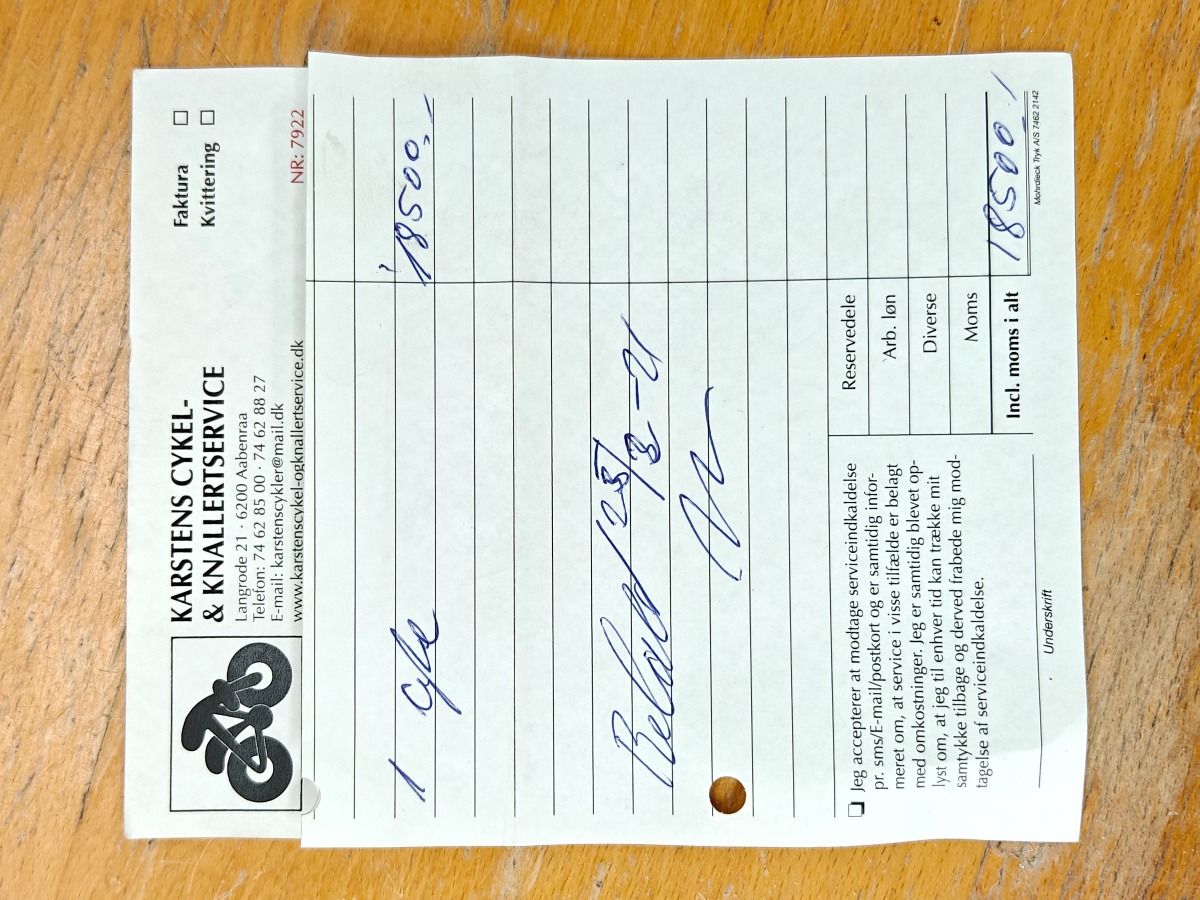 KARSTENS CYKEL-
& KNALLERTSERVICE
Langrode 21 · 6200 Aabenraa
Telefon: 74 62 85 00 · 74 62 88 27
E-mail: karstenscykler@mail.dk
www.karstenscykel-ogknallertservice.dk
Faktura
Kvittering
NR: 7922
1 cykel 18500,-
Betalt 23/3-21
Reservedele
Arb. løn
Diverse
Moms
Incl. moms i alt 18500,-
Jeg accepterer at modtage serviceindkaldelse
pr. sms/E-mail/postkort og er samtidig infor-
meret om, at service i visse tilfælde er belagt
med omkostninger. Jeg er samtidig blevet op-
lyst om, at jeg til enhver tid kan trække mit
samtykke tilbage og derved frabede mig mod-
tagelse af serviceindkaldelse.
Underskrift
Mohrdieck Tryk A/S 7462 2142